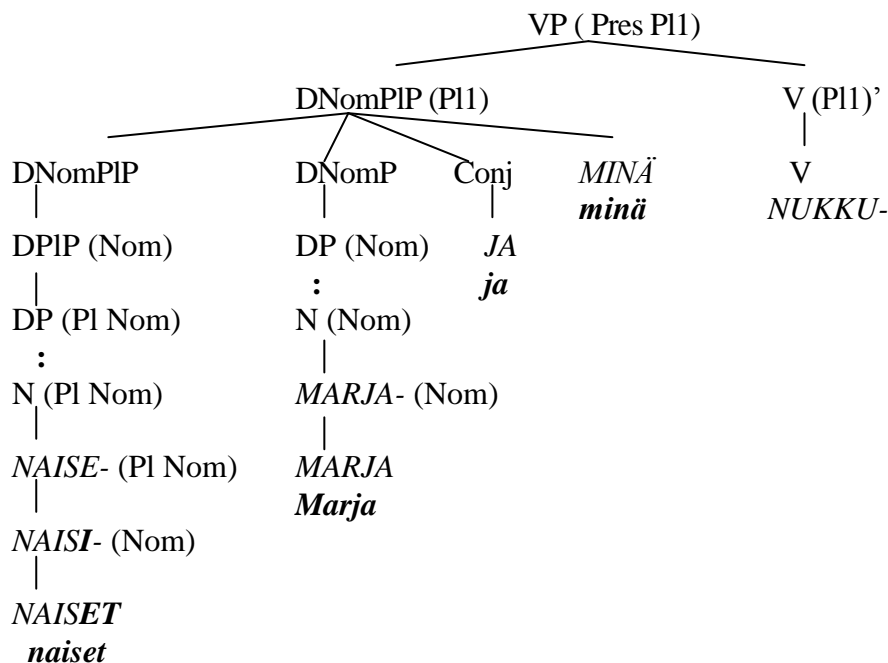 VP ( Pres Pl1)
DNomPlP (Pl1) V (Pl1)’
DNomPlP DNomP Conj MINÄ V
minä NUKKU-
DPlP (Nom) DP (Nom) JA
: ja
DP (Pl Nom) N (Nom)
:
N (Pl Nom) MARJA- (Nom)
NAISE- (Pl Nom) MARJA
Marja
NAISI- (Nom)
NAISET
naiset